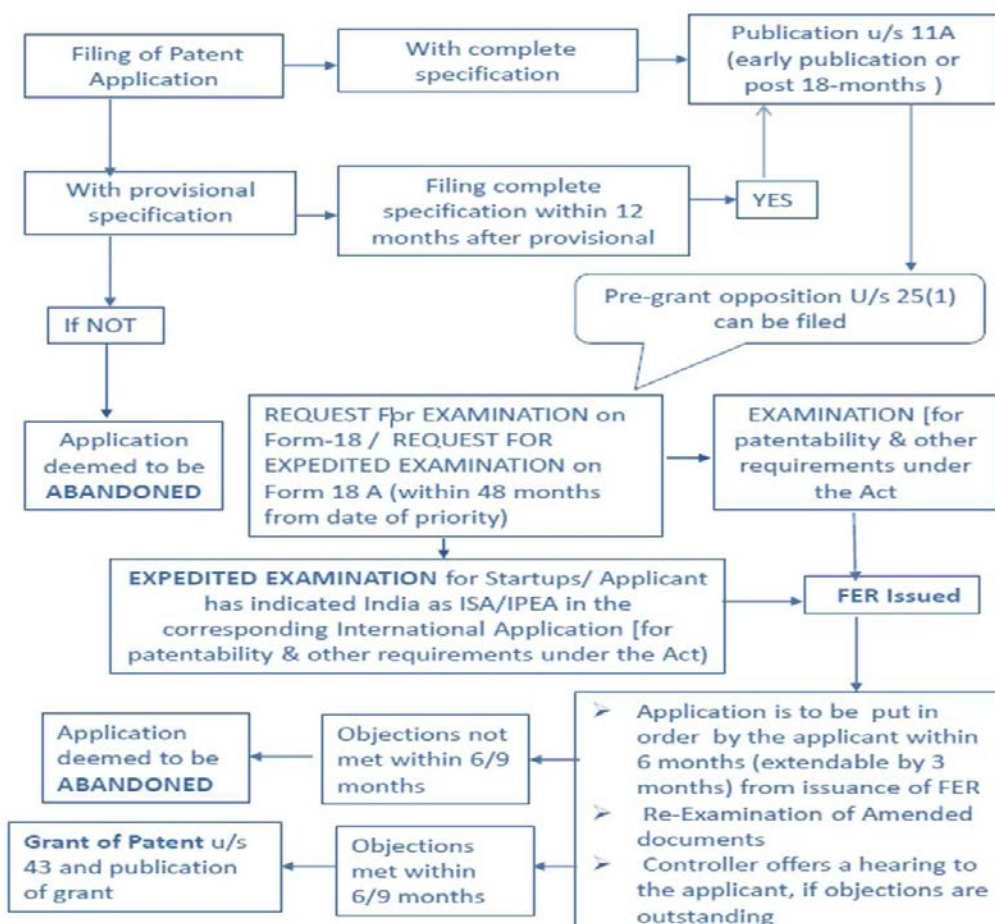 Filing of Patent
Application
With complete
specification
Publication u/s 11A
(early publication or
post 18-months )
With provisional
specification
Filing complete
specification within 12
months after provisional
YES
If NOT
Pre-grant opposition U/s 25(1)
can be filed
Application
deemed to be
ABANDONED
REQUEST For EXAMINATION on
Form-18 / REQUEST FOR
EXPEDITED EXAMINATION on
Form 18 A (within 48 months
from date of priority)
EXAMINATION [for
patentability & other
requirements under
the Act
EXPEDITED EXAMINATION for Startups/ Applicant
has indicated India as ISA/IPEA in the
corresponding International Application [for
patentability & other requirements under the Act)
FER Issued
Application
deemed to be
ABANDONED
Objections not
met within 6/9
months
➢ Application is to be put in
order by the applicant within
6 months (extendable by 3
months) from issuance of FER
➢ Re-Examination of Amended
documents
➢ Controller offers a hearing to
the applicant, if objections are
outstanding
Grant of Patent u/s
43 and publication
of grant
Objections
met within
6/9 months